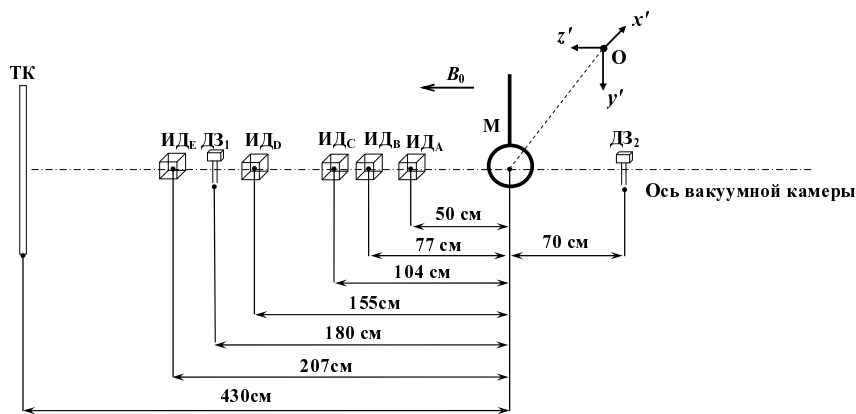 x'
z'
O
y'
ТК
B₀
М
ИДE ДЗ₁ ИДD ИДC ИДB ИДA
ДЗ₂
Ось вакуумной камеры
50 см
77 см
70 см
104 см
155см
180 см
207см
430см